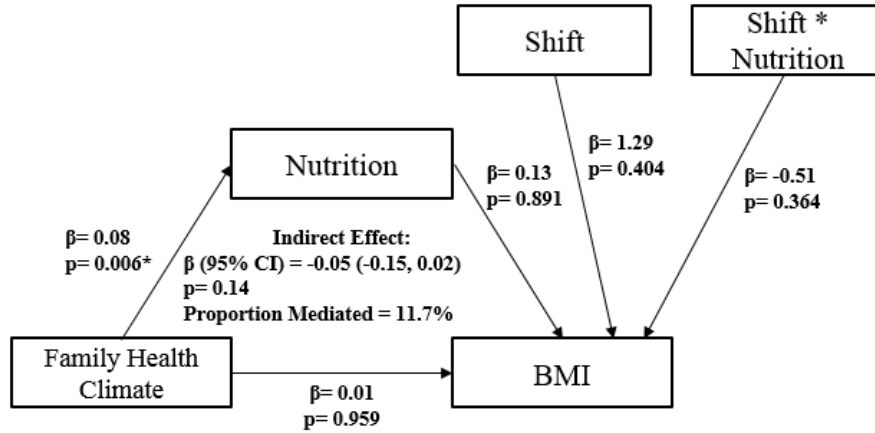 Shift
Shift *
Nutrition
Nutrition
β= 1.29
p= 0.404
β= 0.13
p= 0.891
β= -0.51
p= 0.364
β= 0.08
p= 0.006*
Indirect Effect:
β (95% CI) = -0.05 (-0.15, 0.02)
p= 0.14
Proportion Mediated = 11.7%
Family Health
Climate
BMI
β= 0.01
p= 0.959